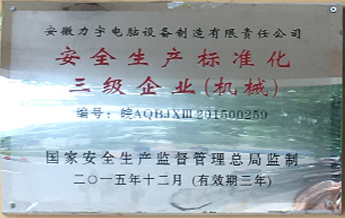 安徽力宇电脑设备制造有限责任公司
安全生产标准化
三级企业(机械)
编号：皖AQBJXⅢ201500259
国家安全生产监督管理总局监制
二〇一五年十二月 (有效期三年)